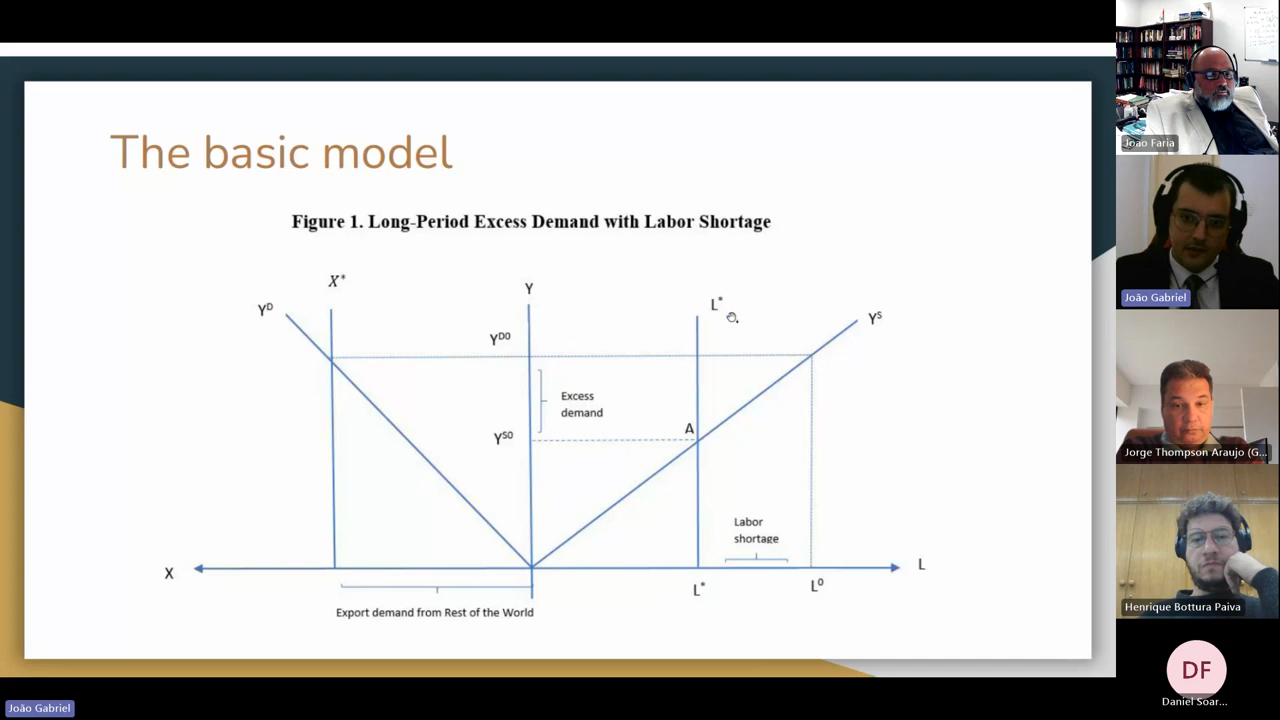 The basic model
Figure 1. Long-Period Excess Demand with Labor Shortage
X*
Y
L*
Y^D
Y^S
Y^D0
Excess
demand
Y^S0
A
Labor
shortage
X
L
L*
L^0
Export demand from Rest of the World
João Gabriel
João Faria
João Gabriel
Jorge Thompson Araujo (G...
Henrique Bottura Paiva
DF
Daniel Soar...